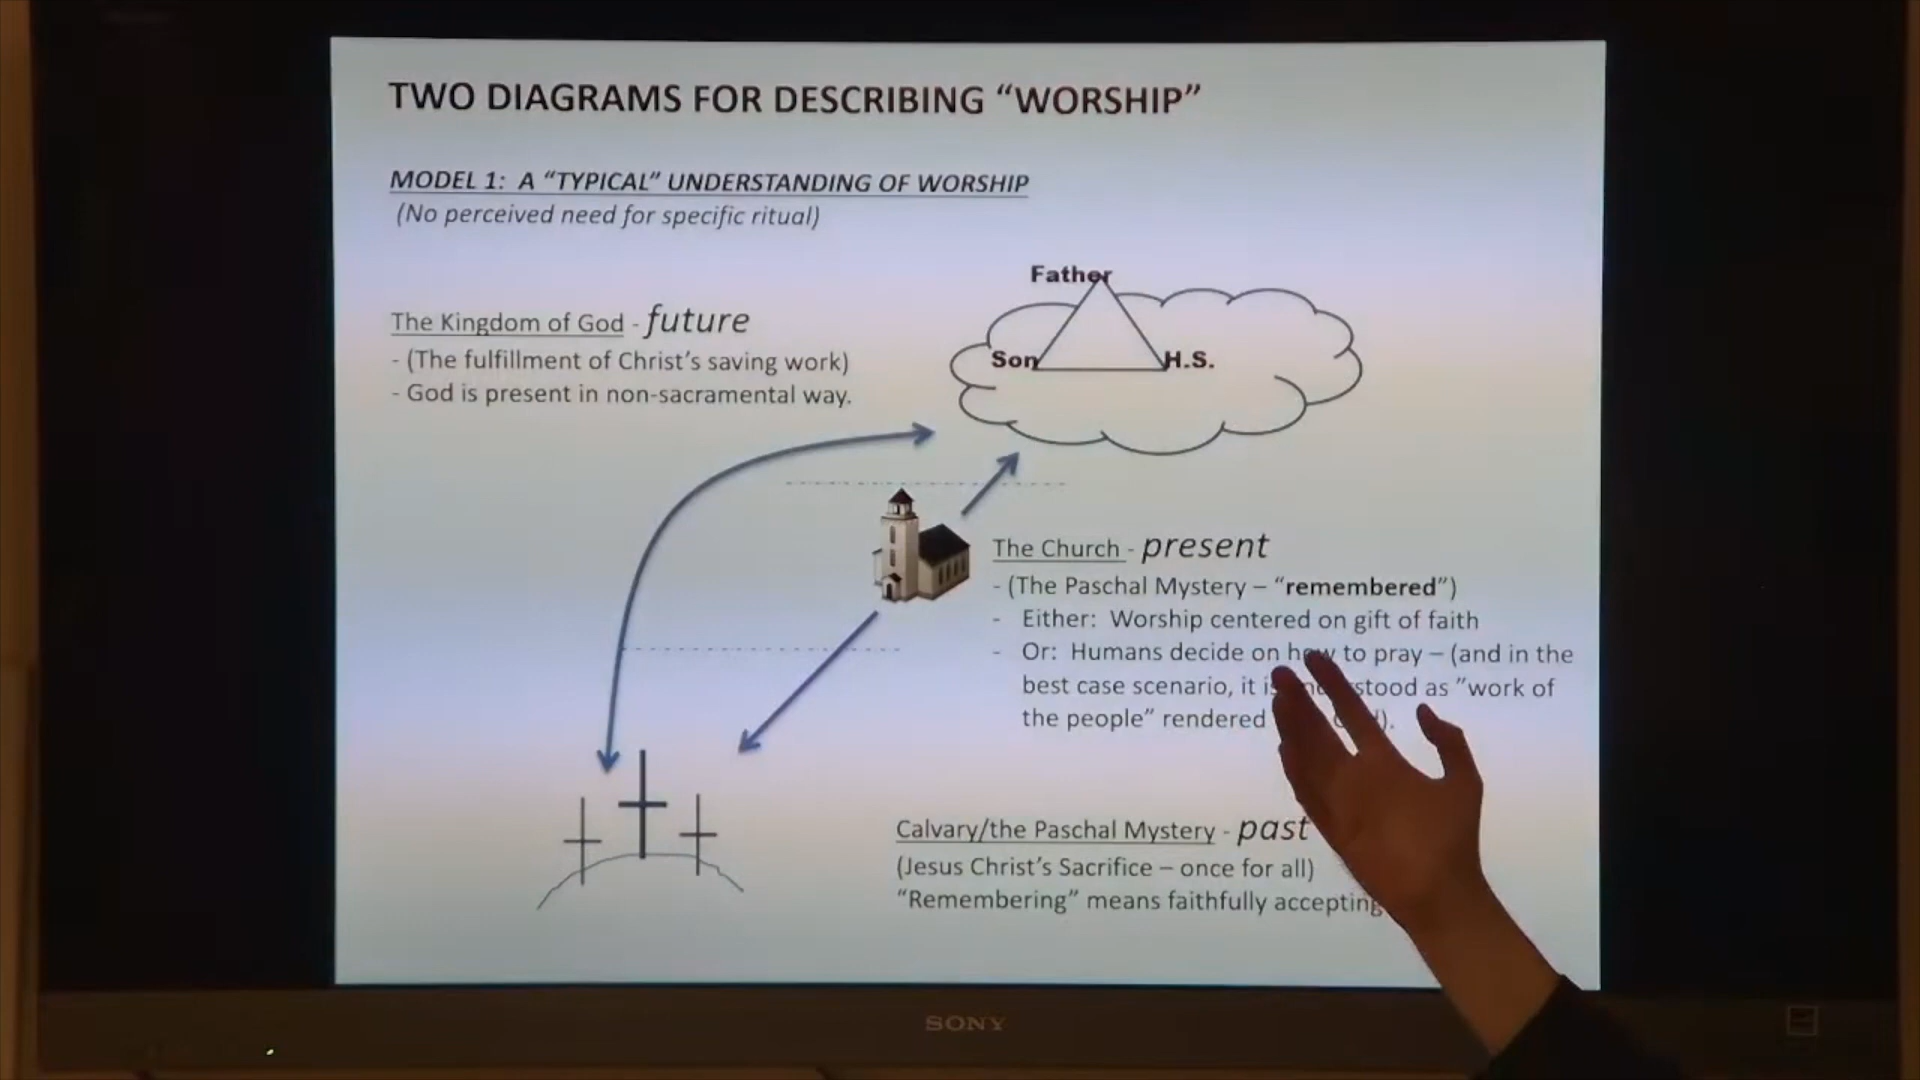 TWO DIAGRAMS FOR DESCRIBING “WORSHIP”
MODEL 1: A “TYPICAL” UNDERSTANDING OF WORSHIP
(No perceived need for specific ritual)
Father
Son
H.S.
The Kingdom of God - future
- (The fulfillment of Christ’s saving work)
- God is present in non-sacramental way.
The Church - present
- (The Paschal Mystery – “remembered”)
- Either: Worship centered on gift of faith
- Or: Humans decide on how to pray – (and in the
best case scenario, it is as ”work of
the people” rendered
Calvary/the Paschal Mystery - past
(Jesus Christ’s Sacrifice – once for all)
“Remembering” means faithfully accepting
SONY